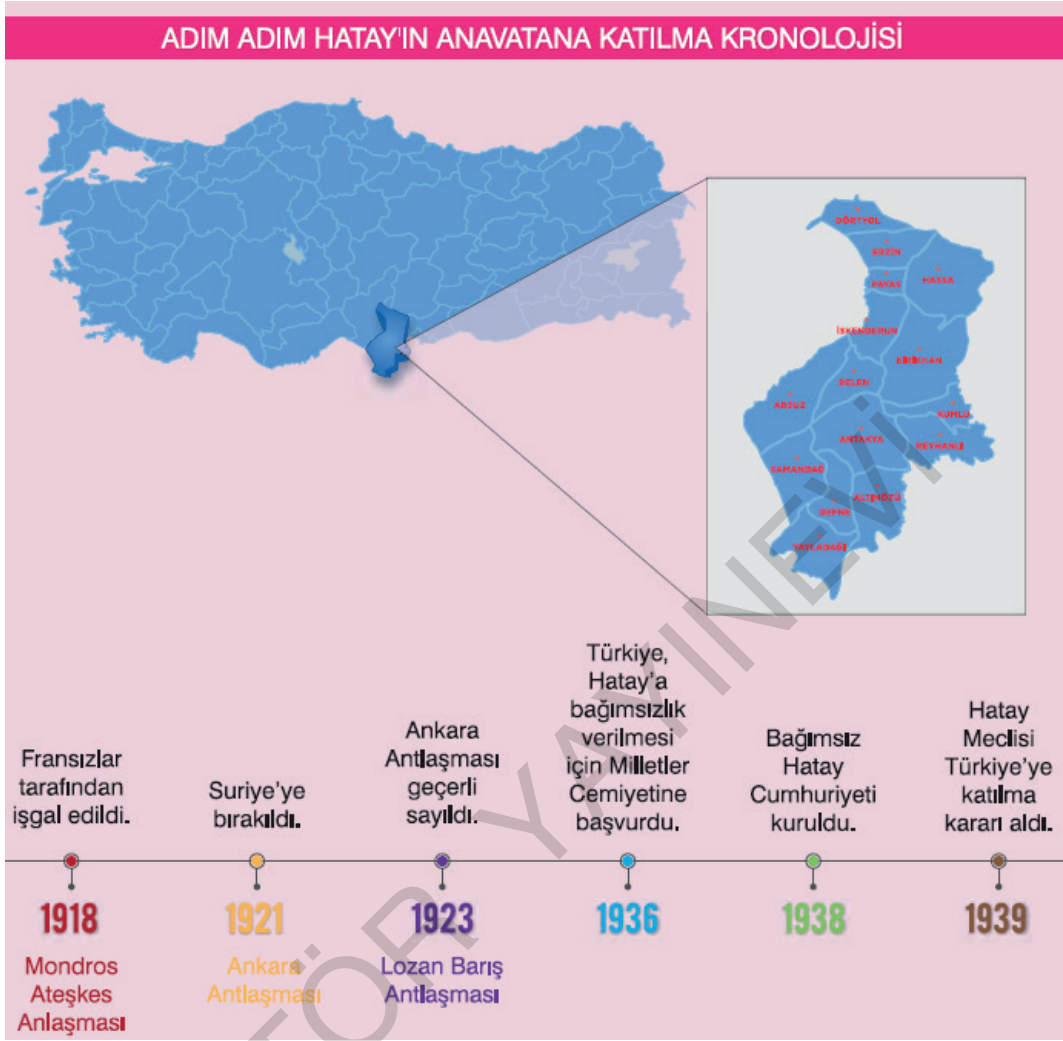 ADIM ADIM HATAY'IN ANAVATANA KATILMA KRONOLOJİSİ
DÖRTYOL
ERZİN
PAYAS
HASSA
İSKENDERUN
KIRIKHAN
BELEN
ARSUZ
KUMLU
ANTAKYA
REYHANLI
SAMANDAĞ
ALTINÖZÜ
DEFNE
YAYLADAĞI
Fransızlar
tarafından
işgal edildi.
1918
Mondros
Ateşkes
Anlaşması
Suriye'ye
bırakıldı.
1921
Ankara
Antlaşması
Ankara
Antlaşması
geçerli
sayıldı.
1923
Lozan Barış
Antlaşması
Türkiye,
Hatay'a
bağımsızlık
verilmesi
için Milletler
Cemiyetine
başvurdu.
1936
Bağımsız
Hatay
Cumhuriyeti
kuruldu.
1938
Hatay
Meclisi
Türkiye'ye
katılma
kararı aldı.
1939
TÖR YAYINEVİ